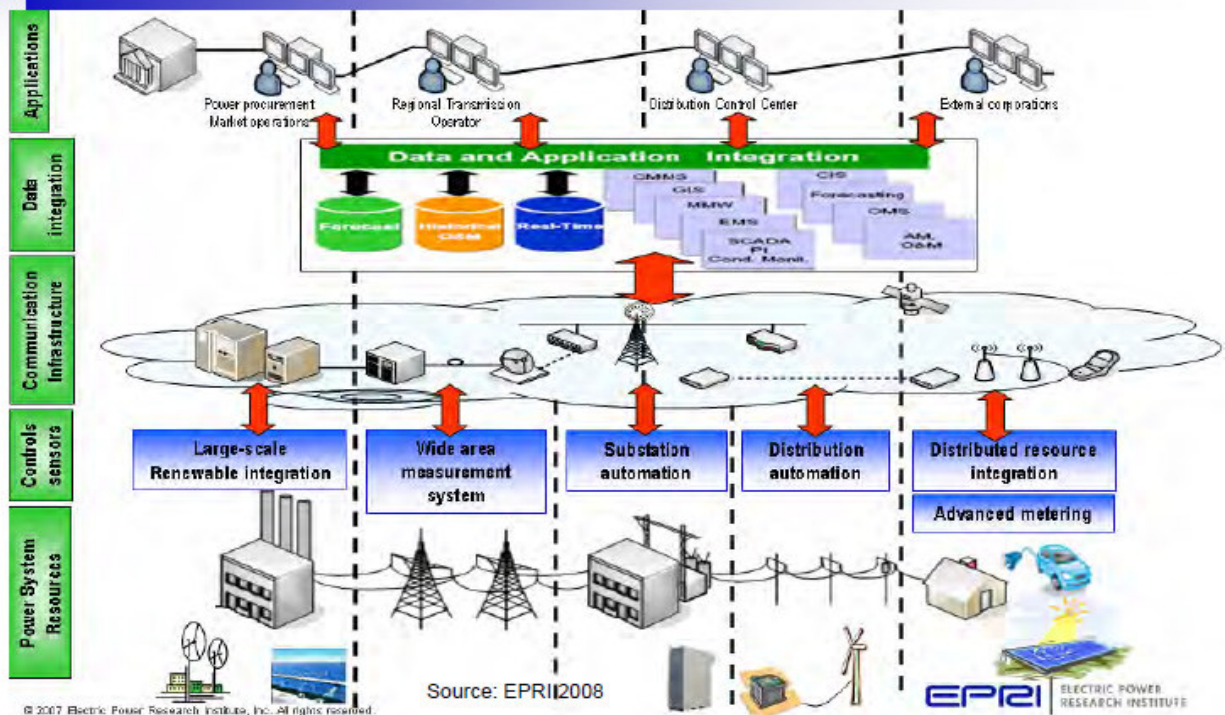 Applications
Power procurement
Market operations
Regional Transmission
Operator
Distribution Control Center
External corporations
Data
integration
Data and Application Integration
Forecast
Historical
O&M
Real-Time
CMMS
GIS
MMW
EMS
SCADA
PI
Cond. Monit.
CIS
Forecasting
OMS
AM,
O&M
Communication
Infrastructure
Controls
sensors
Large-scale
Renewable integration
Wide area
measurement
system
Substation
automation
Distribution
automation
Distributed resource
integration
Advanced metering
Power System
Resources
Source: EPRI 2008
EPRI
ELECTRIC POWER
RESEARCH INSTITUTE
© 2007 Electric Power Research Institute, Inc. All rights reserved.